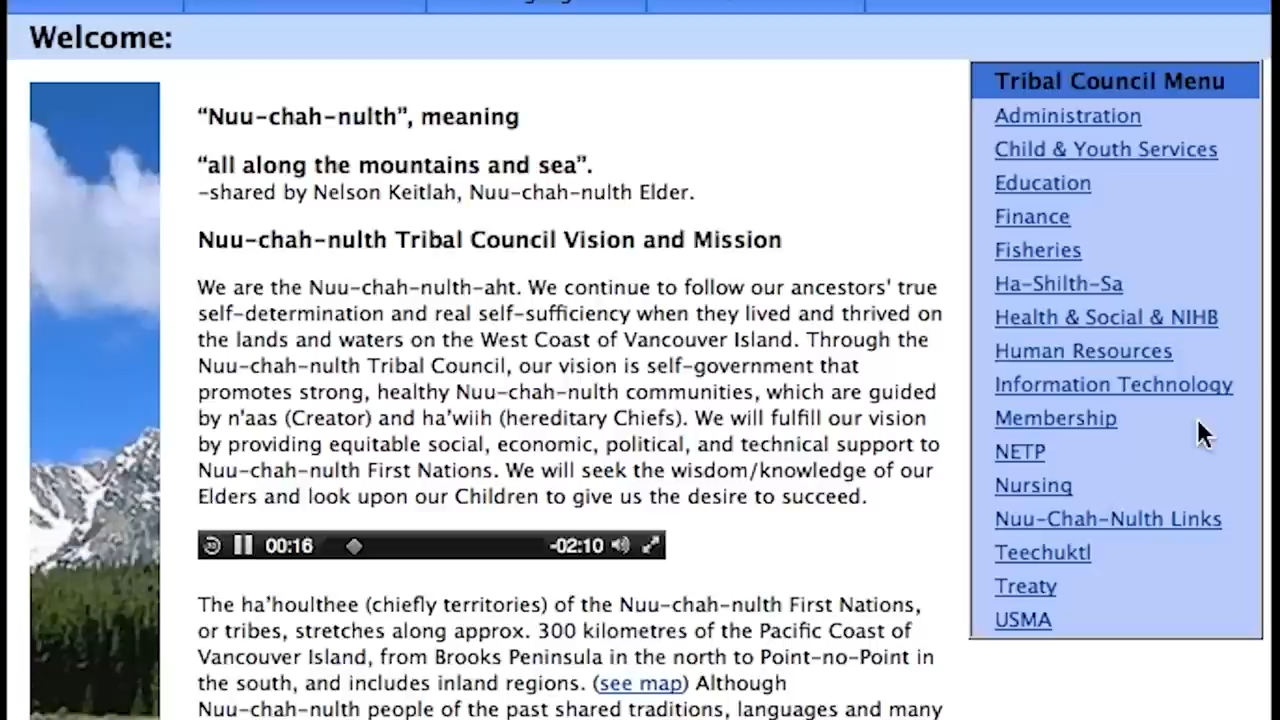 Welcome:
“Nuu-chah-nulth”, meaning
“all along the mountains and sea”.
-shared by Nelson Keitlah, Nuu-chah-nulth Elder.
Nuu-chah-nulth Tribal Council Vision and Mission
We are the Nuu-chah-nulth-aht. We continue to follow our ancestors' true
self-determination and real self-sufficiency when they lived and thrived on
the lands and waters on the West Coast of Vancouver Island. Through the
Nuu-chah-nulth Tribal Council, our vision is self-government that
promotes strong, healthy Nuu-chah-nulth communities, which are guided
by n'aas (Creator) and ha’wiih (hereditary Chiefs). We will fulfill our vision
by providing equitable social, economic, political, and technical support to
Nuu-chah-nulth First Nations. We will seek the wisdom/knowledge of our
Elders and look upon our Children to give us the desire to succeed.
00:16 -02:10
The ha’houlthee (chiefly territories) of the Nuu-chah-nulth First Nations,
or tribes, stretches along approx. 300 kilometres of the Pacific Coast of
Vancouver Island, from Brooks Peninsula in the north to Point-no-Point in
the south, and includes inland regions. (see map) Although
Nuu-chah-nulth people of the past shared traditions, languages and many
Tribal Council Menu
Administration
Child & Youth Services
Education
Finance
Fisheries
Ha-Shilth-Sa
Health & Social & NIHB
Human Resources
Information Technology
Membership
NETP
Nursing
Nuu-Chah-Nulth Links
Teechuktl
Treaty
USMA